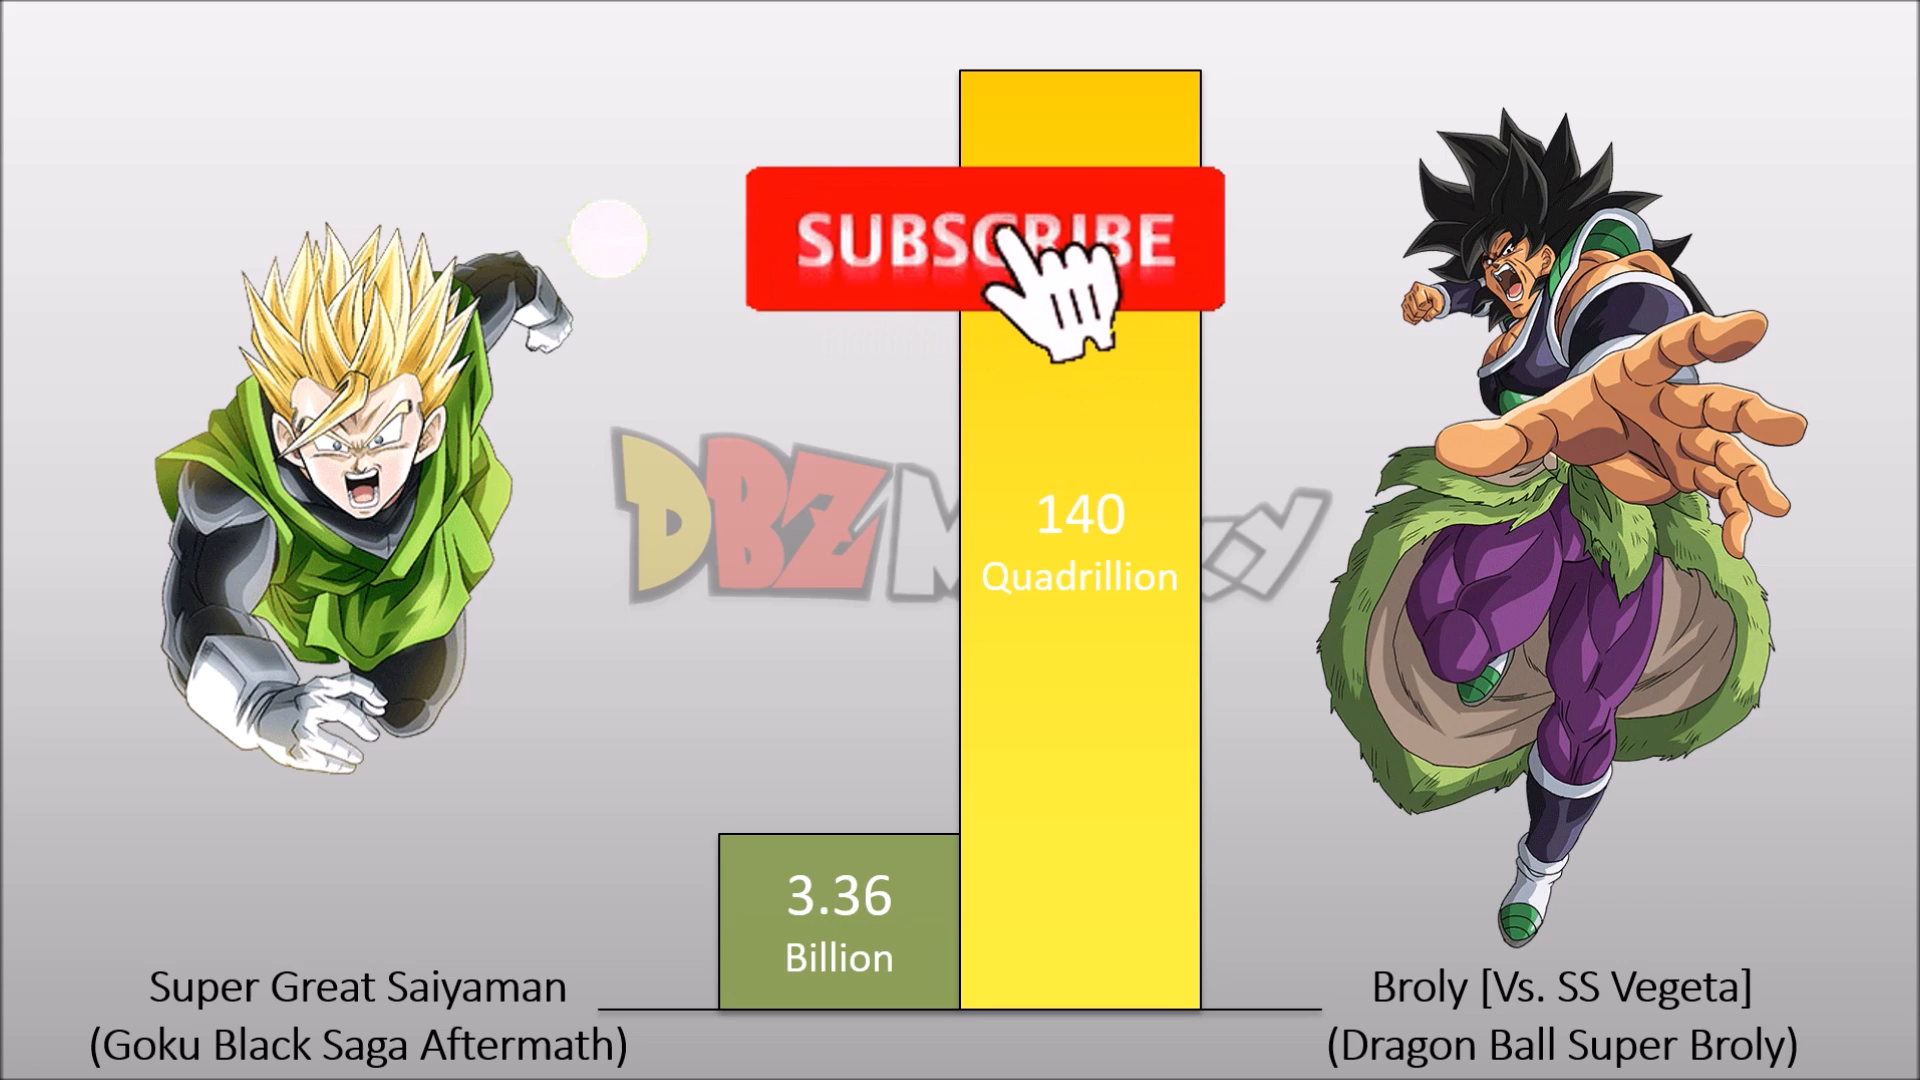 SUBSCRIBE
DBZMacky
140
Quadrillion
3.36
Billion
Super Great Saiyaman
(Goku Black Saga Aftermath)
Broly [Vs. SS Vegeta]
(Dragon Ball Super Broly)